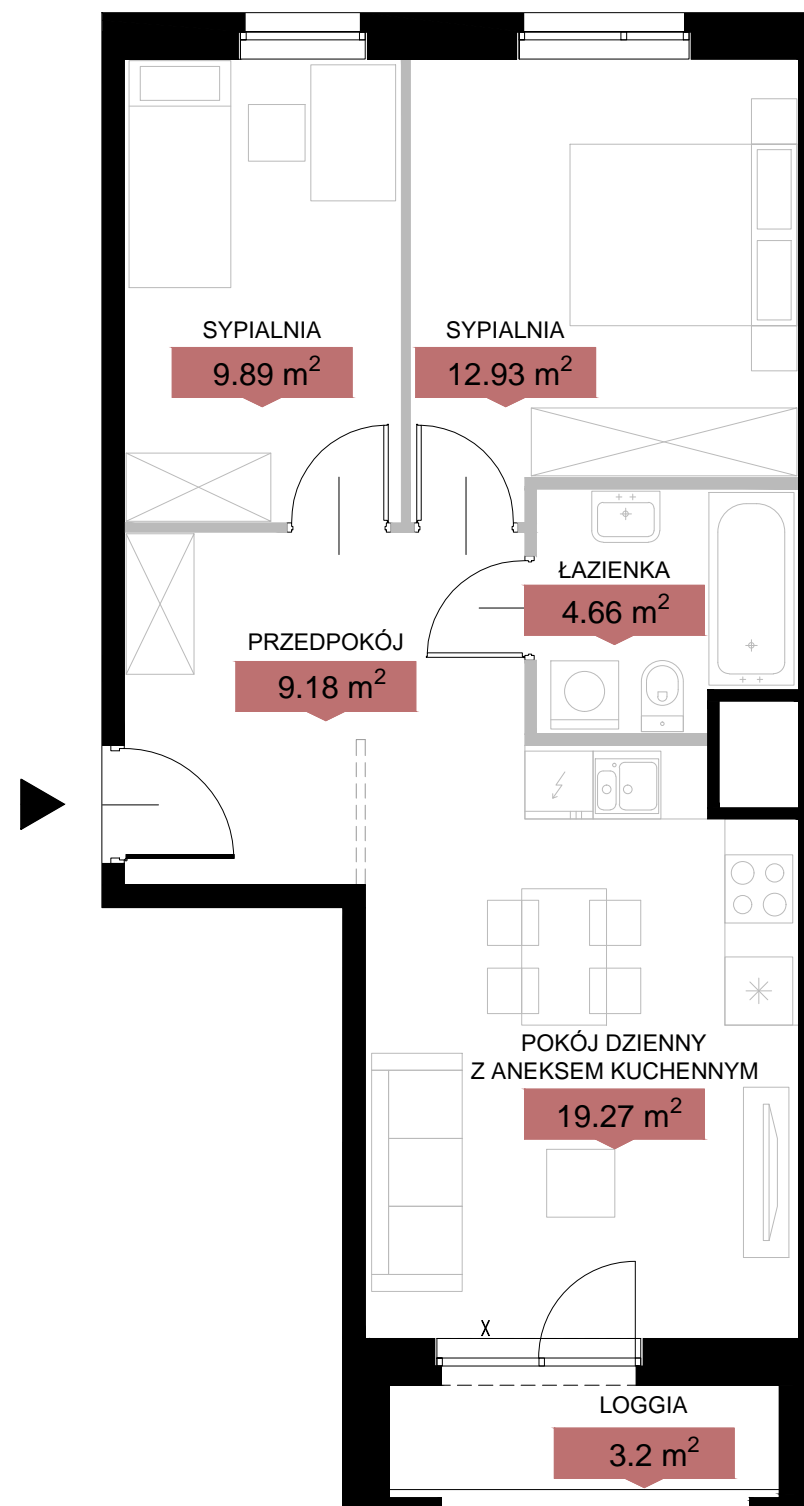 SYPIALNIA
9.89 m²
SYPIALNIA
12.93 m²
ŁAZIENKA
4.66 m²
PRZEDPOKÓJ
9.18 m²
POKÓJ DZIENNY
Z ANEKSEM KUCHENNYM
19.27 m²
X
LOGGIA
3.2 m²